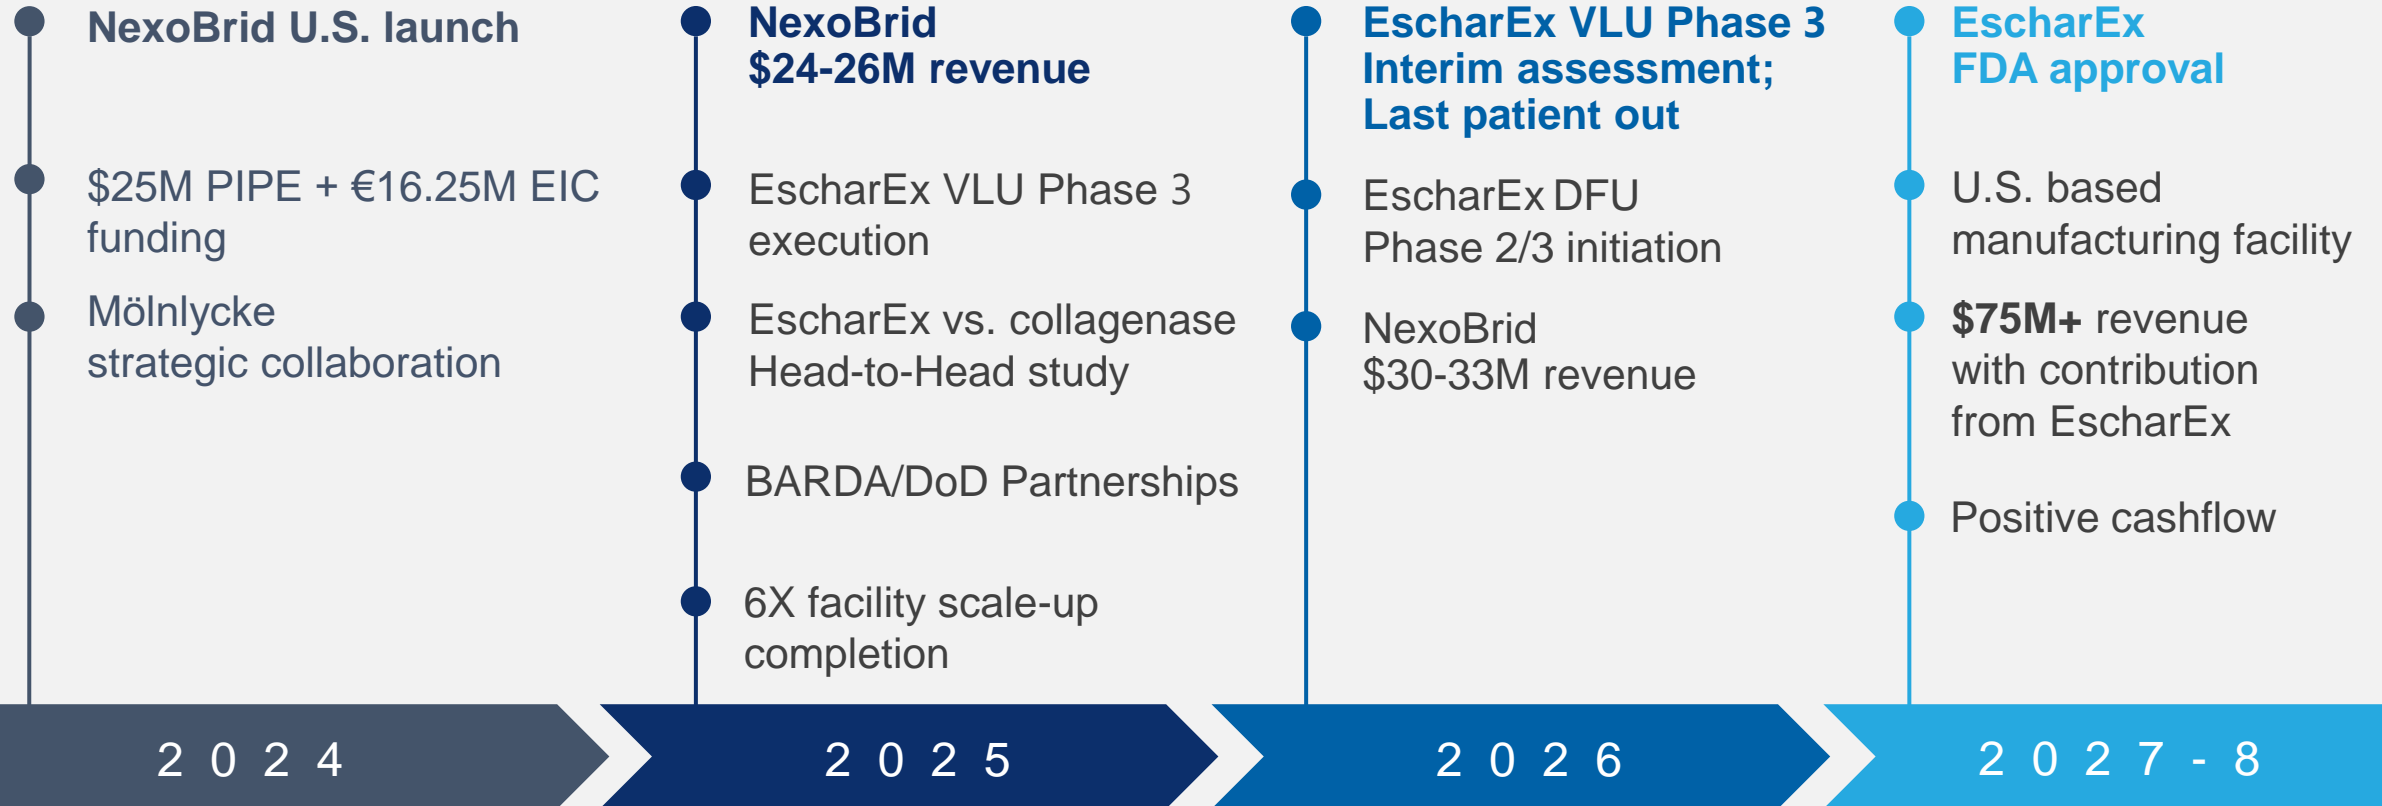 NexoBrid U.S. launch
$25M PIPE + €16.25M EIC
funding
Mölnlycke
strategic collaboration
NexoBrid
$24-26M revenue
EscharEx VLU Phase 3
execution
EscharEx vs. collagenase
Head-to-Head study
BARDA/DoD Partnerships
6X facility scale-up
completion
EscharEx VLU Phase 3
Interim assessment;
Last patient out
EscharEx DFU
Phase 2/3 initiation
NexoBrid
$30-33M revenue
EscharEx
FDA approval
U.S. based
manufacturing facility
$75M+ revenue
with contribution
from EscharEx
Positive cashflow
2024
2025
2026
2027-8